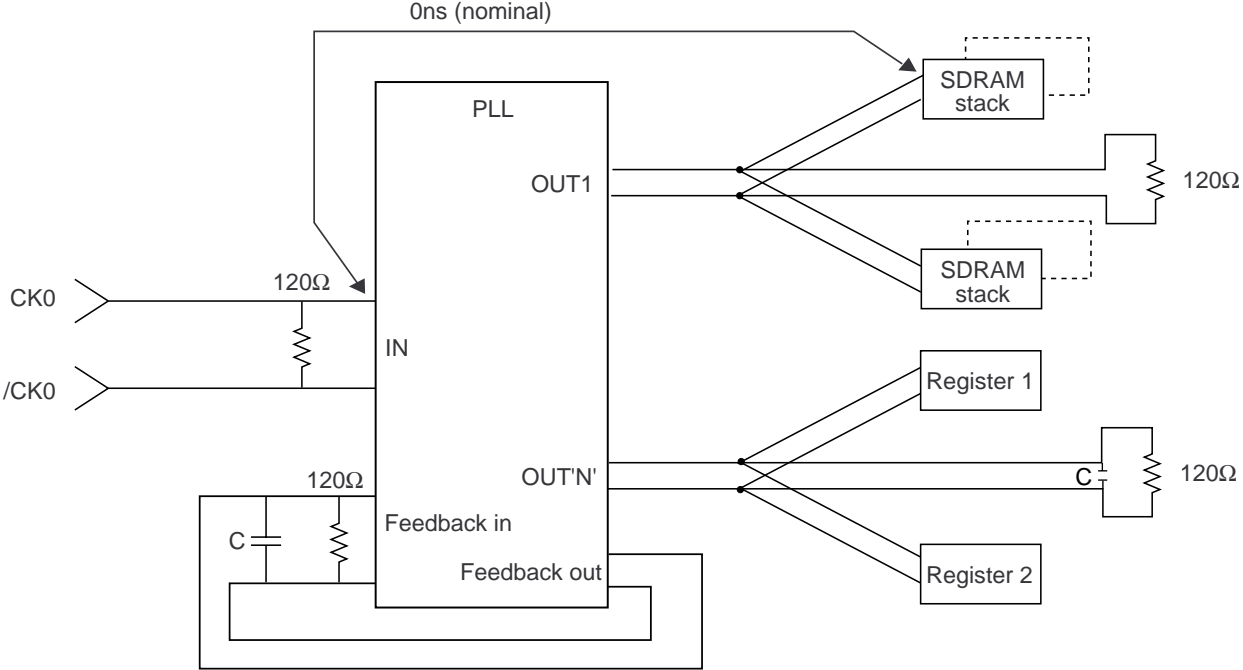 0ns (nominal)
PLL
SDRAM
stack
OUT1
120Ω
SDRAM
stack
120Ω
CK0
IN
/CK0
Register 1
120Ω
OUT'N'
C
120Ω
Feedback in
C
Feedback out
Register 2